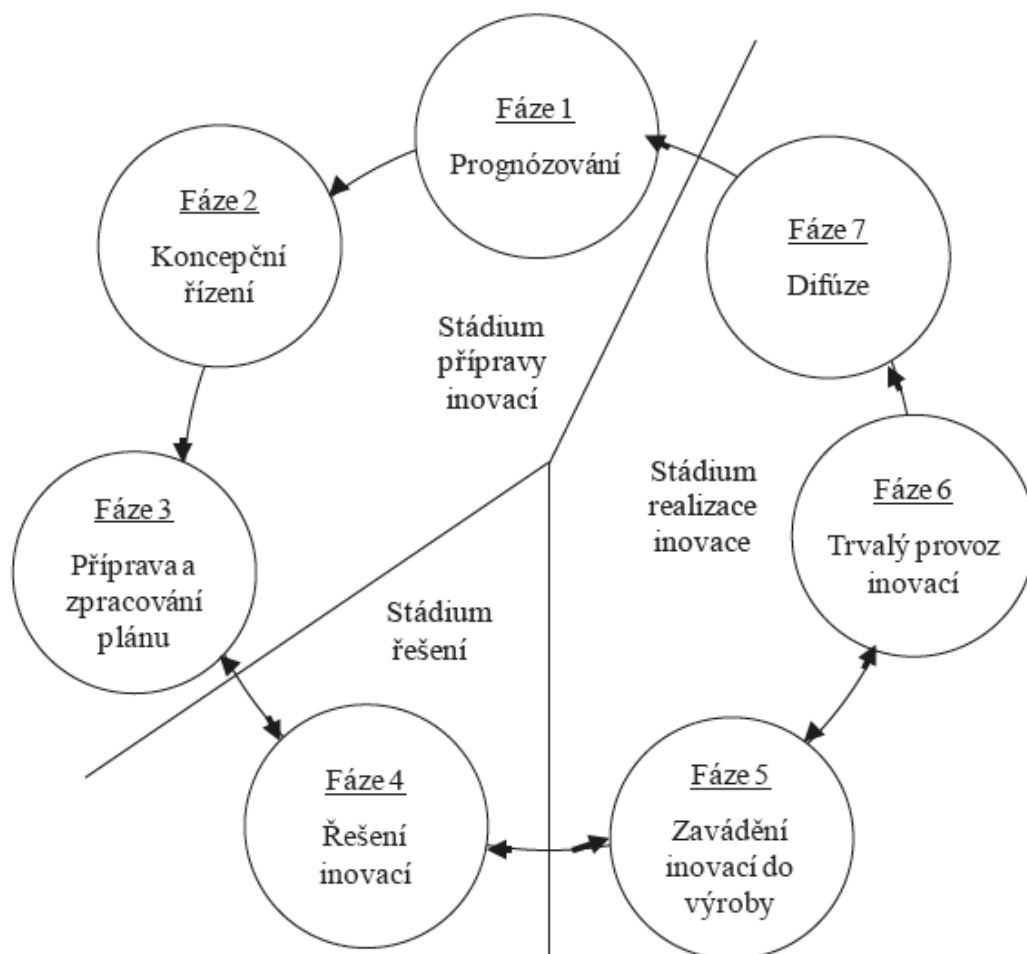 Fáze 1
Prognózování
Fáze 2
Koncepční
řízení
Fáze 7
Difúze
Stádium
přípravy
inovací
Stádium
realizace
inovace
Fáze 3
Příprava a
zpracování
plánu
Fáze 6
Trvalý provoz
inovací
Stádium
řešení
Fáze 4
Řešení
inovací
Fáze 5
Zavádění
inovací do
výroby